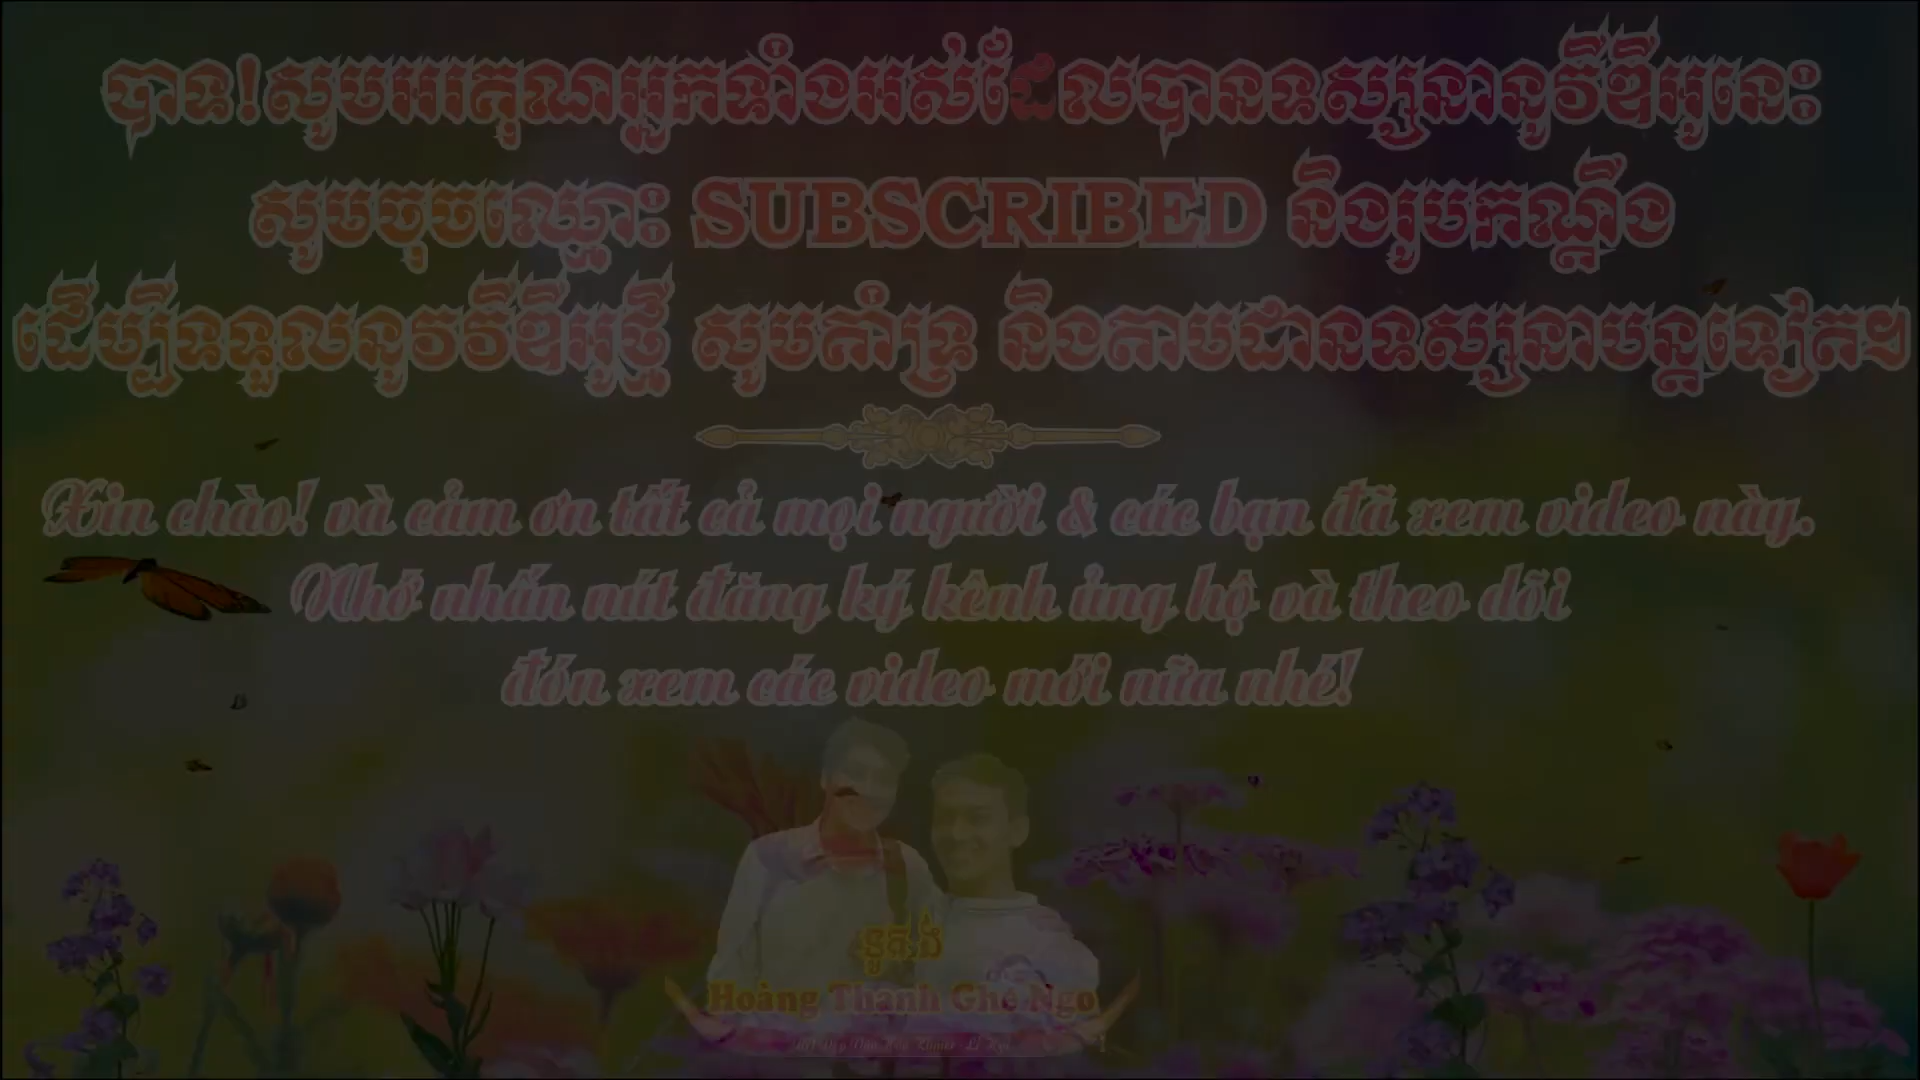 បាទ!សូមអរគុណអ្នកទាំងអស់ដែលបានទស្សនានូវវីឌីអូនេះ
សូមចុចឈ្មោះ SUBSCRIBED និងរូបកណ្ដឹង
ដើម្បីទទួលនូវវីឌីអូថ្មី សូមគាំទ្រ និងតាមដានទស្សនាបន្តទៀត។
Xin chào! và cảm ơn tất cả mọi người & các bạn đã xem video này.
Nhớ nhấn nút đăng ký kênh ủng hộ và theo dõi
đón xem các video mới nữa nhé!
Hoàng Thanh Ghe Ngo